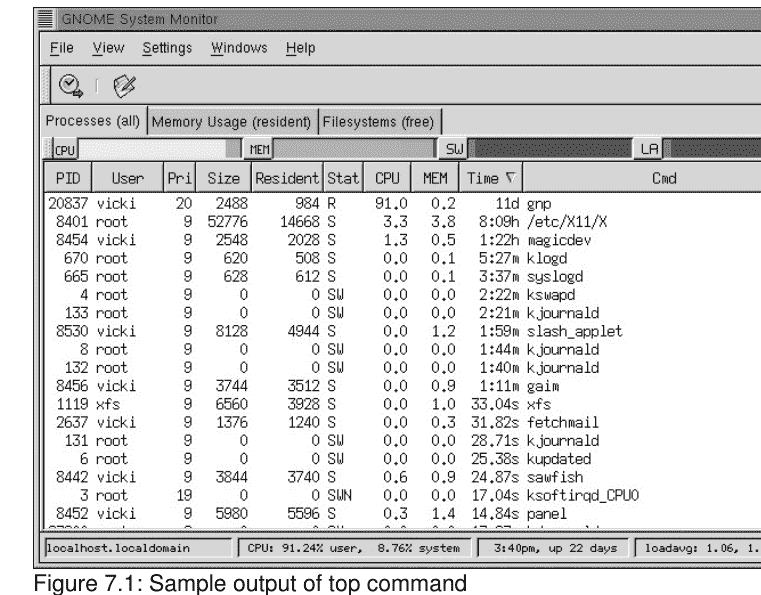 GNOME System Monitor
File View Settings Windows Help
Processes (all) Memory Usage (resident) Filesystems (free)
CPU MEM SW LA
PID User Pri Size Resident Stat CPU MEM Time ∇ Cmd
20837 vicki 20 2488 984 R 91.0 0.2 11d gnp
8401 root 9 52776 14668 S 3.3 3.8 8:09h /etc/X11/X
8454 vicki 9 2548 2028 S 1.3 0.5 1:22h magicdev
670 root 9 620 508 S 0.0 0.1 5:27m klogd
665 root 9 628 612 S 0.0 0.1 3:37m syslogd
4 root 9 0 0 SW 0.0 0.0 2:22m kswapd
133 root 9 0 0 SW 0.0 0.0 2:21m kjournald
8530 vicki 9 8128 4944 S 0.0 1.2 1:59m slash_applet
8 root 9 0 0 SW 0.0 0.0 1:44m kjournald
132 root 9 0 0 SW 0.0 0.0 1:40m kjournald
8456 vicki 9 3744 3512 S 0.0 0.9 1:11m gaim
1119 xfs 9 6560 3928 S 0.0 1.0 33.04s xfs
2637 vicki 9 1376 1240 S 0.0 0.3 31.82s fetchmail
131 root 9 0 0 SW 0.0 0.0 28.71s kjournald
6 root 9 0 0 SW 0.0 0.0 25.38s kupdated
8442 vicki 9 3844 3740 S 0.6 0.9 24.87s sawfish
3 root 19 0 0 SWN 0.0 0.0 17.04s ksoftirqd_CPU0
8452 vicki 9 5980 5596 S 0.3 1.4 14.84s panel
localhost.localdomain CPU: 91.24% user, 8.76% system 3:40pm, up 22 days loadavg: 1.06, 1.
Figure 7.1: Sample output of top command